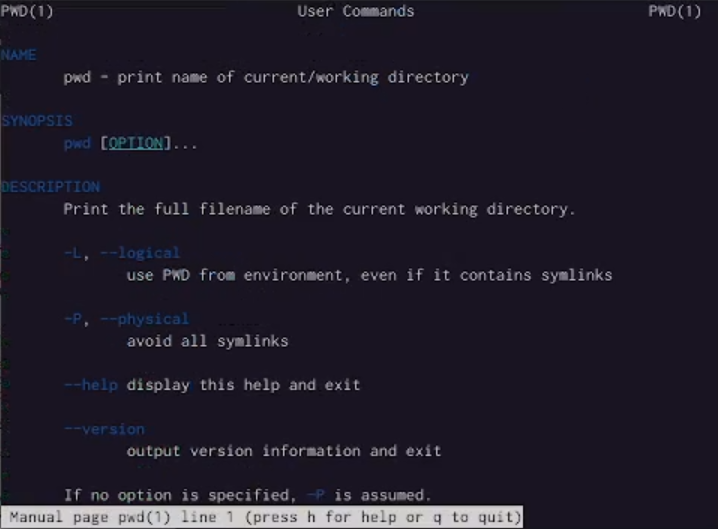 PWD(1) User Commands PWD(1)
NAME
pwd - print name of current/working directory
SYNOPSIS
pwd [OPTION]...
DESCRIPTION
Print the full filename of the current working directory.
-L, --logical
use PWD from environment, even if it contains symlinks
-P, --physical
avoid all symlinks
--help display this help and exit
--version
output version information and exit
If no option is specified, -P is assumed.
Manual page pwd(1) line 1 (press h for help or q to quit)